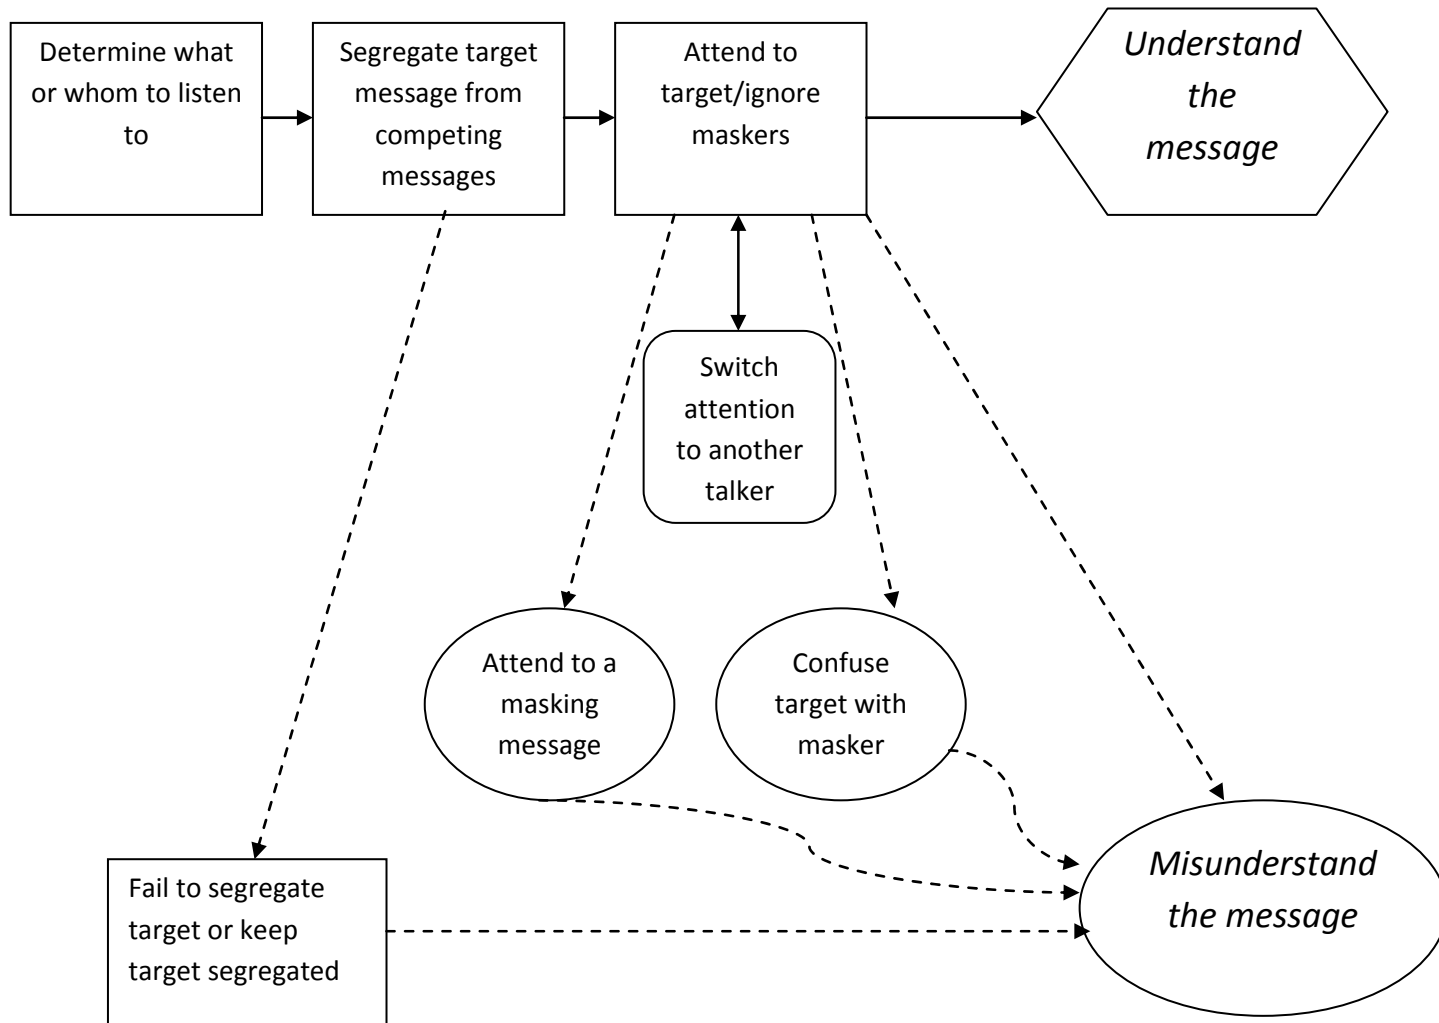 Determine what
or whom to listen
to
Segregate target
message from
competing
messages
Attend to
target/ignore
maskers
Understand
the
message
Switch
attention
to another
talker
Attend to a
masking
message
Confuse
target with
masker
Fail to segregate
target or keep
target segregated
Misunderstand
the message